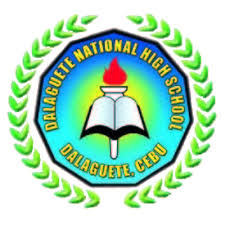 DALAGUETE NATIONAL HIGH SCHOOL
DALAGUETE, CEBU